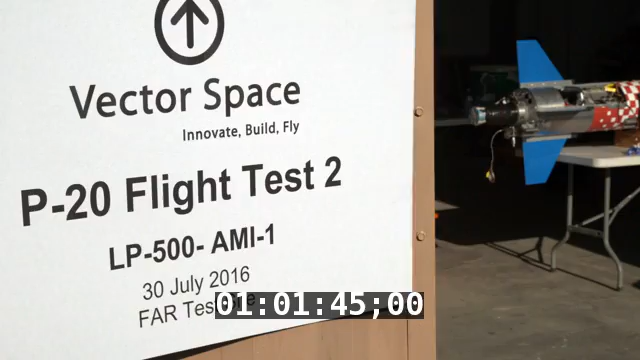 Vector Space
Innovate, Build, Fly
P-20 Flight Test 2
LP-500- AMI-1
30 July 2016
FAR
01:01:45;00